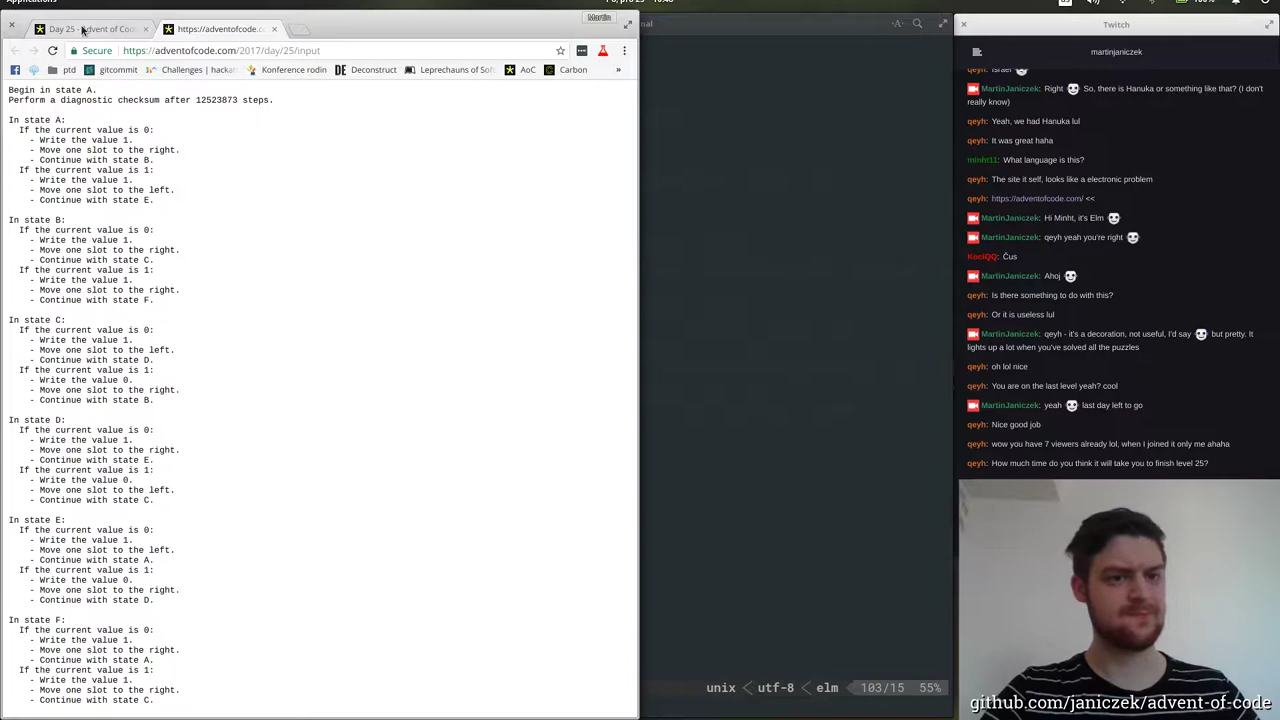 Applications
Martin
Day 25 - Advent of Cod
https://adventofcode.c
Secure
https://adventofcode.com/2017/day/25/input
ptd
gitcommit
Challenges | hackar
Konference rodin
Deconstruct
Leprechauns of Soft
AoC
Carbon
»
Begin in state A.
Perform a diagnostic checksum after 12523873 steps.
In state A:
If the current value is 0:
- Write the value 1.
- Move one slot to the right.
- Continue with state B.
If the current value is 1:
- Write the value 1.
- Move one slot to the left.
- Continue with state E.
In state B:
If the current value is 0:
- Write the value 1.
- Move one slot to the right.
- Continue with state C.
If the current value is 1:
- Write the value 1.
- Move one slot to the right.
- Continue with state F.
In state C:
If the current value is 0:
- Write the value 1.
- Move one slot to the left.
- Continue with state D.
If the current value is 1:
- Write the value 0.
- Move one slot to the right.
- Continue with state B.
In state D:
If the current value is 0:
- Write the value 1.
- Move one slot to the right.
- Continue with state E.
If the current value is 1:
- Write the value 0.
- Move one slot to the left.
- Continue with state C.
In state E:
If the current value is 0:
- Write the value 1.
- Move one slot to the left.
- Continue with state A.
If the current value is 1:
- Write the value 0.
- Move one slot to the right.
- Continue with state D.
In state F:
If the current value is 0:
- Write the value 1.
- Move one slot to the right.
- Continue with state A.
If the current value is 1:
- Write the value 1.
- Move one slot to the right.
- Continue with state C.
nal
unix < utf-8 < elm 103/15 55%
Twitch
martinjaniczek
qeyh: Israel
MartinJaniczek: Right So, there is Hanuka or something like that? (I don't
really know)
qeyh: Yeah, we had Hanuka lul
qeyh: It was great haha
minht11: What language is this?
qeyh: The site it self, looks like a electronic problem
qeyh: https://adventofcode.com/ <<
MartinJaniczek: Hi Minht, it's Elm
MartinJaniczek: qeyh yeah you're right
KociQQ: Čus
MartinJaniczek: Ahoj
qeyh: Is there something to do with this?
qeyh: Or it is useless lul
MartinJaniczek: qeyh - it's a decoration, not useful, I'd say but pretty. It
lights up a lot when you've solved all the puzzles
qeyh: oh lol nice
qeyh: You are on the last level yeah? cool
MartinJaniczek: yeah last day left to go
qeyh: Nice good job
qeyh: wow you have 7 viewers already lol, when I joined it only me ahaha
qeyh: How much time do you think it will take you to finish level 25?
github.com/janiczek/advent-of-code